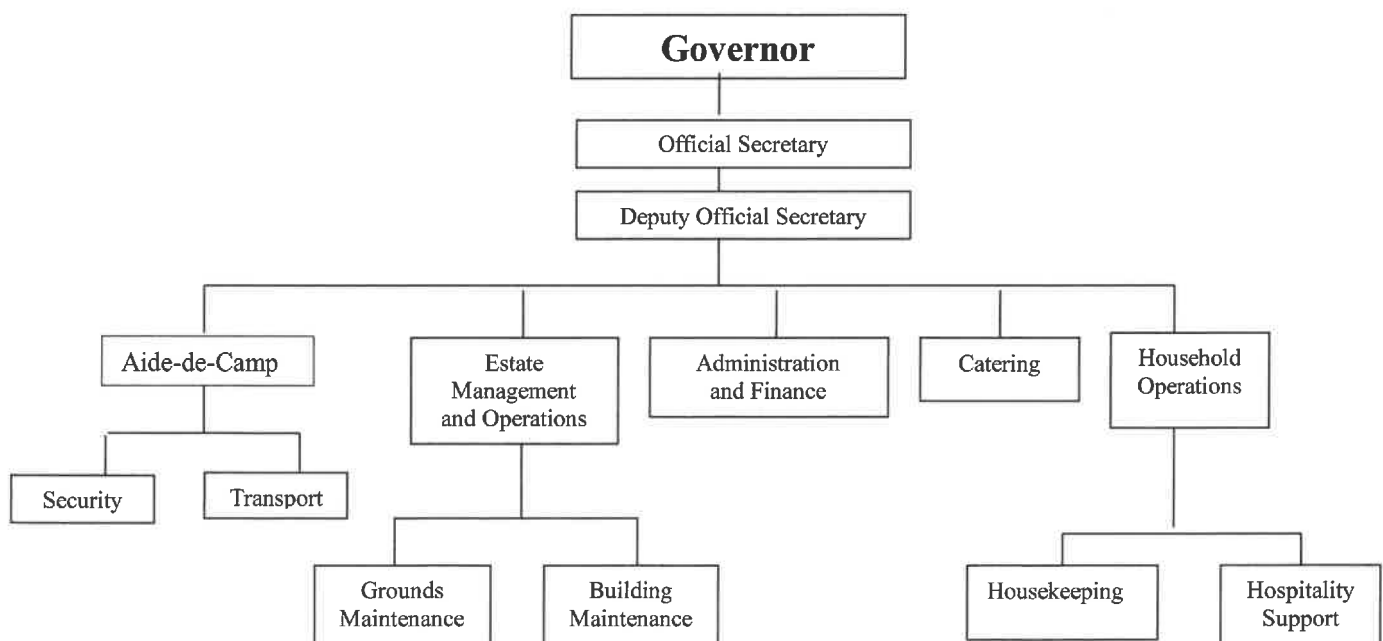 Governor
Official Secretary
Deputy Official Secretary
Aide-de-Camp
Estate
Management
and Operations
Administration
and Finance
Catering
Household
Operations
Security
Transport
Grounds
Maintenance
Building
Maintenance
Housekeeping
Hospitality
Support